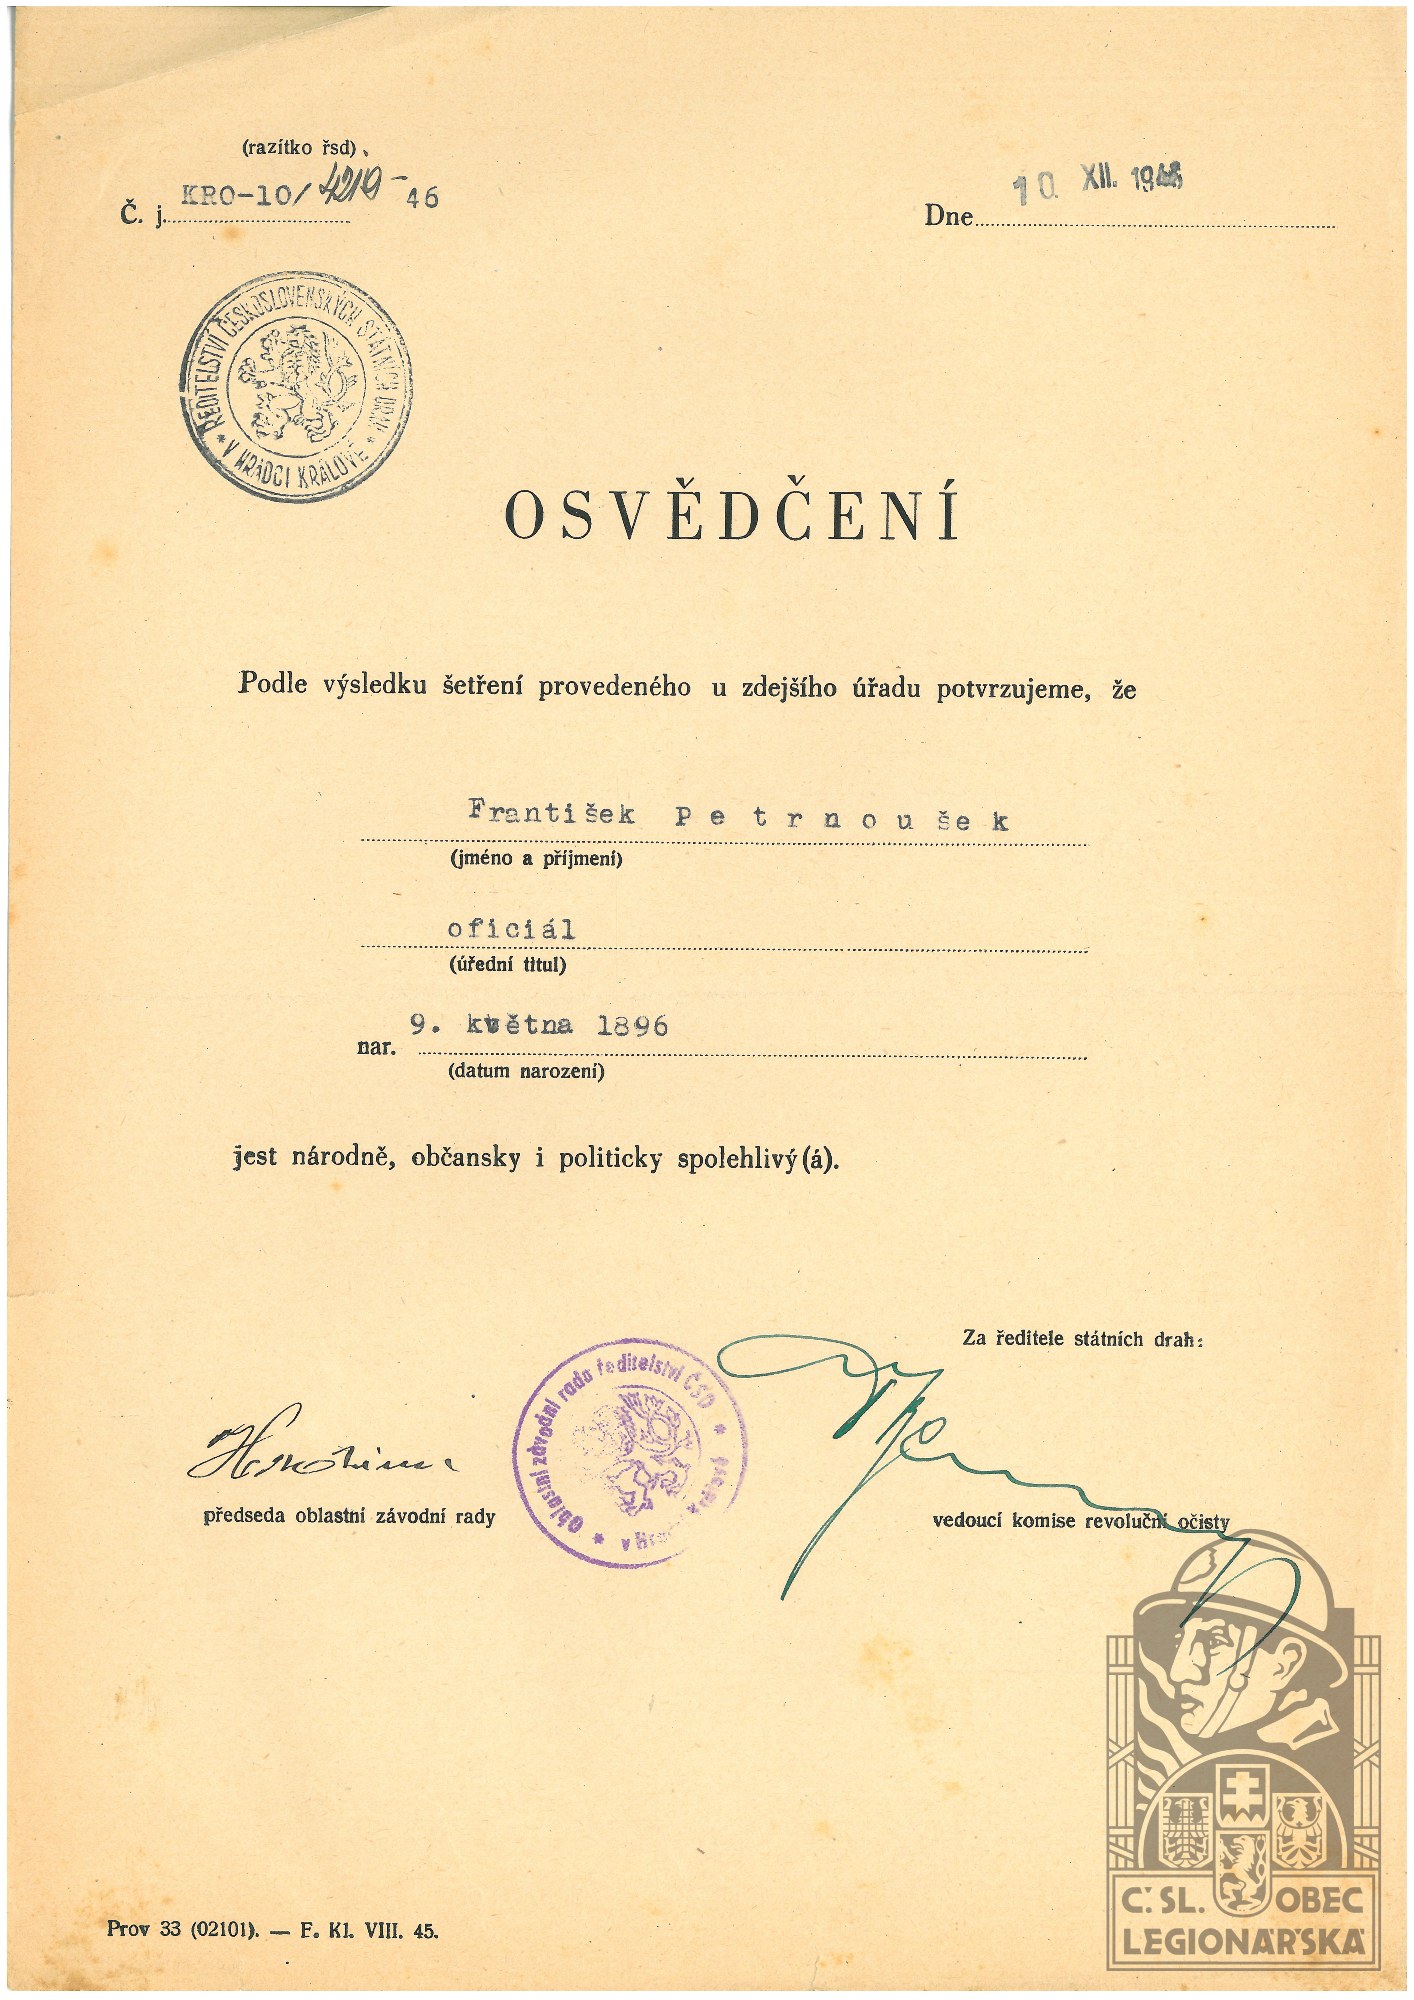 (razítko řsd)
Č. j. KRO-10/ 4210 - 46
Dne 10. XII. 1946
ŘEDITELSTVÍ ČESKOSLOVENSKÝCH STÁTNÍCH DRAH * V HRADCI KRÁLOVÉ *
OSVĚDČENÍ
Podle výsledku šetření provedeného u zdejšího úřadu potvrzujeme, že
František Petrnoušek
(jméno a příjmení)
oficiál
(úřední titul)
9. května 1896
nar.
(datum narození)
jest národně, občansky i politicky spolehlivý(á).
Za ředitele státních drah:
Oblastní závodní rada ředitelství ČSD * v
předseda oblastní závodní rady
vedoucí komise revoluční očisty
Č.SL. OBEC
LEGIONÁŘSKÁ
Prov 33 (02101). — F. Kl. VIII. 45.